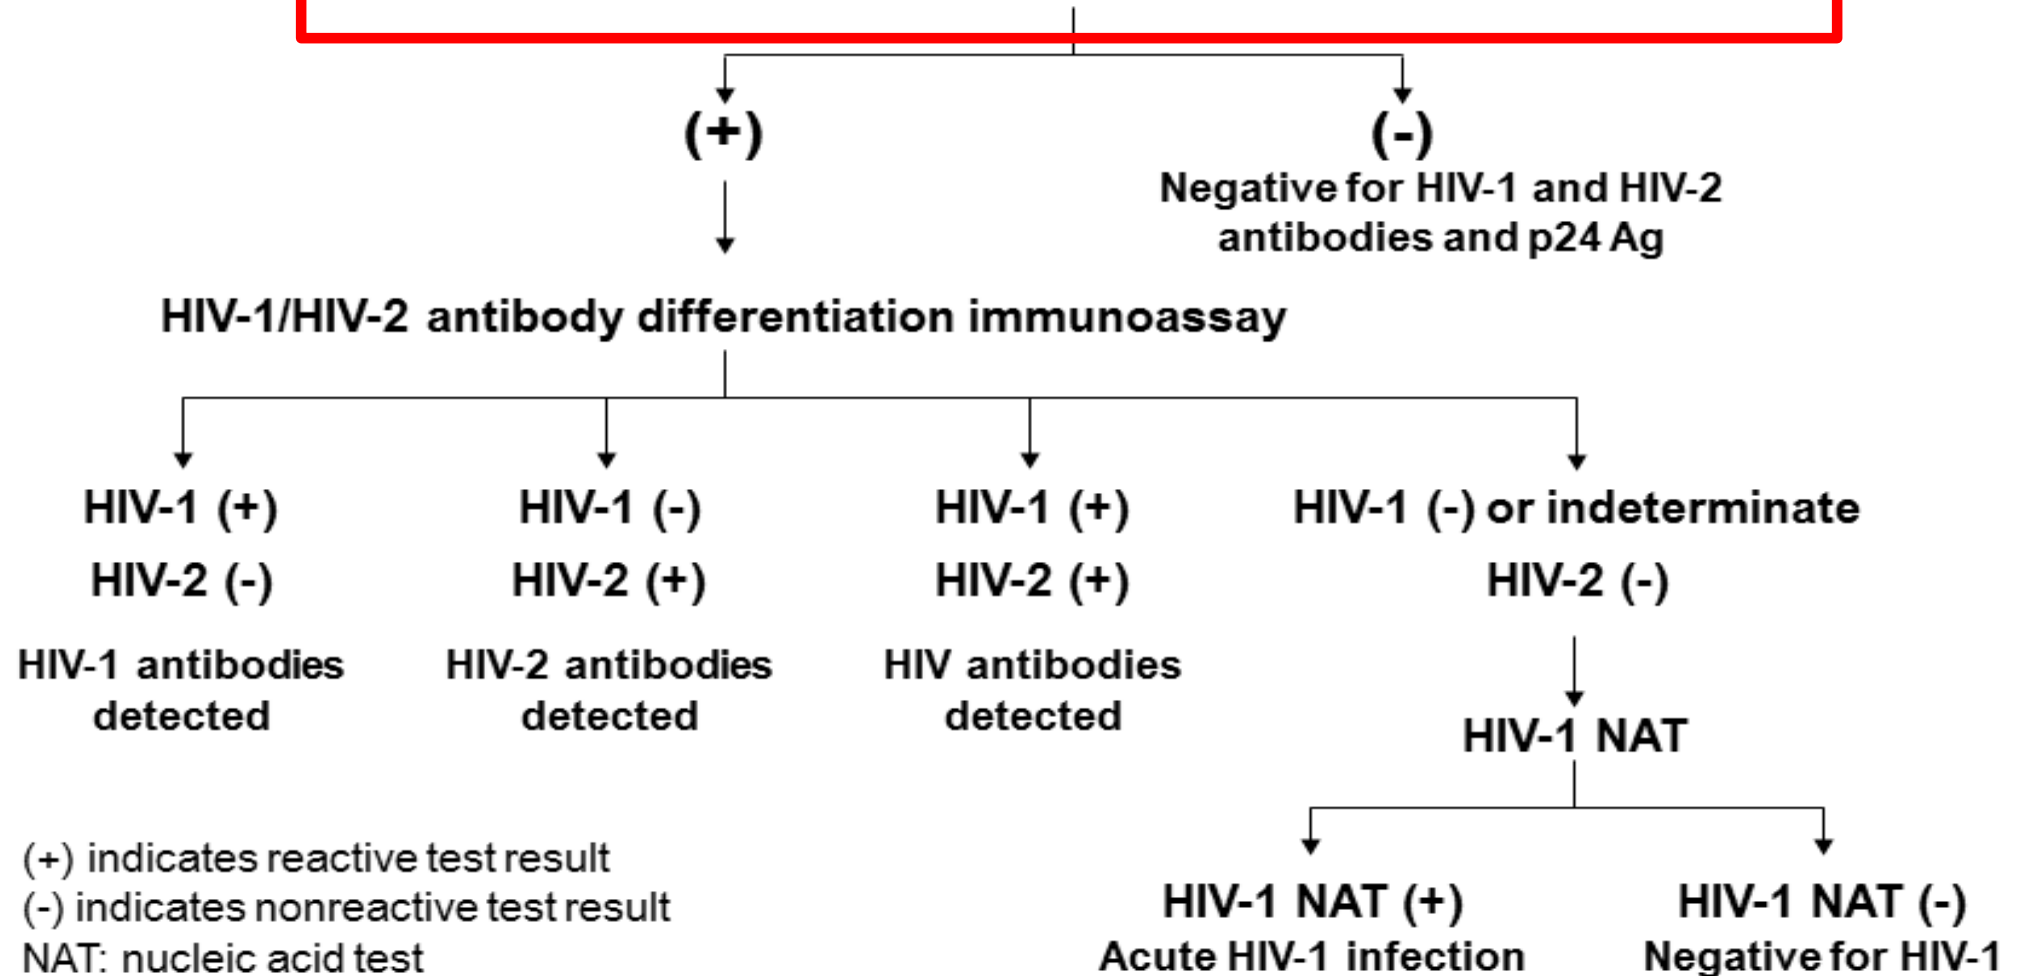 (+)
(-)
Negative for HIV-1 and HIV-2
antibodies and p24 Ag
HIV-1/HIV-2 antibody differentiation immunoassay
HIV-1 (+)
HIV-2 (-)
HIV-1 antibodies
detected
HIV-1 (-)
HIV-2 (+)
HIV-2 antibodies
detected
HIV-1 (+)
HIV-2 (+)
HIV antibodies
detected
HIV-1 (-) or indeterminate
HIV-2 (-)
HIV-1 NAT
HIV-1 NAT (+)
Acute HIV-1 infection
HIV-1 NAT (-)
Negative for HIV-1
(+) indicates reactive test result
(-) indicates nonreactive test result
NAT: nucleic acid test